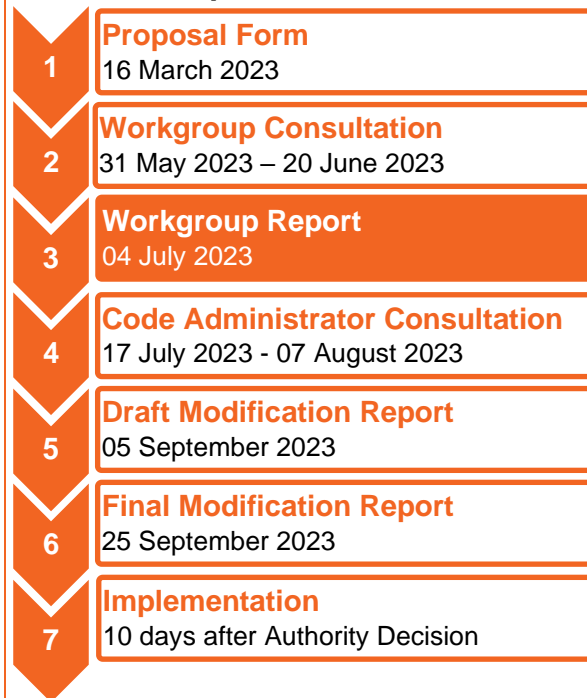 1
Proposal Form
16 March 2023
2
Workgroup Consultation
31 May 2023 – 20 June 2023
3
Workgroup Report
04 July 2023
4
Code Administrator Consultation
17 July 2023 - 07 August 2023
5
Draft Modification Report
05 September 2023
6
Final Modification Report
25 September 2023
7
Implementation
10 days after Authority Decision